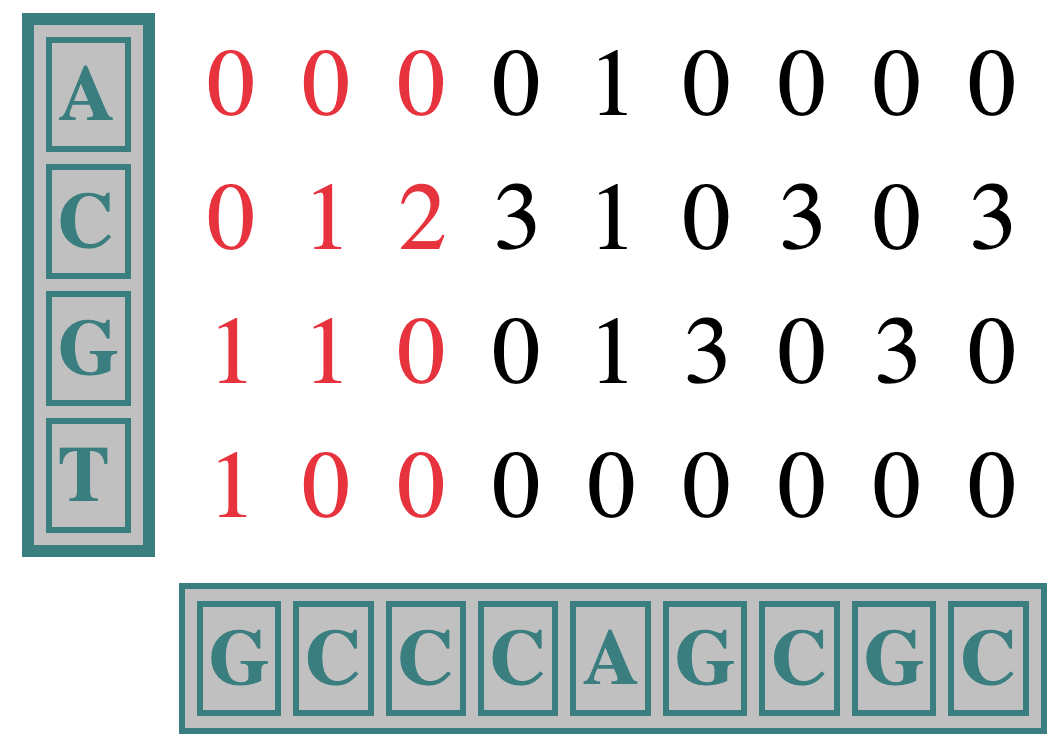 A 0 0 0 0 1 0 0 0 0
C 0 1 2 3 1 0 3 0 3
G 1 1 0 0 1 3 0 3 0
T 1 0 0 0 0 0 0 0 0
G C C C A G C G C